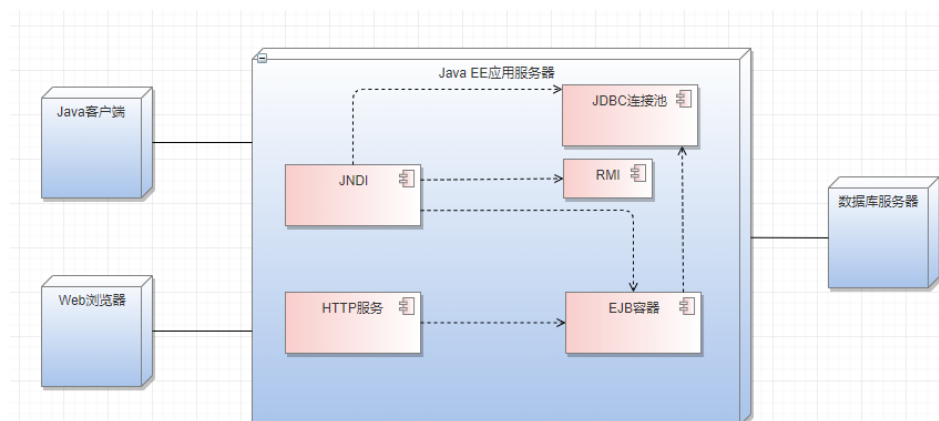 Java EE应用服务器
Java客户端
JDBC连接池
JNDI
RMI
数据库服务器
Web浏览器
HTTP服务
EJB容器